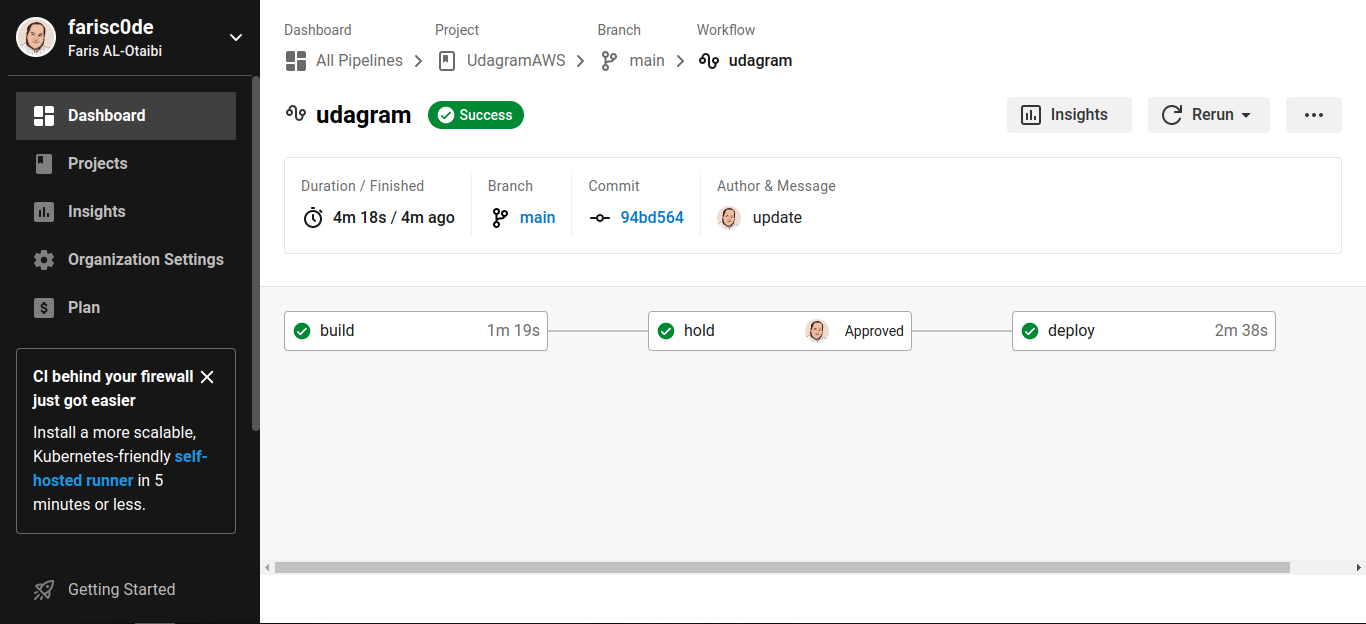 farisc0de
Faris AL-Otaibi
Dashboard
Projects
Insights
Organization Settings
Plan
CI behind your firewall
just got easier
Install a more scalable,
Kubernetes-friendly self-
hosted runner in 5
minutes or less.
Getting Started
Dashboard Project Branch Workflow
All Pipelines UdagramAWS main udagram
udagram Success Insights Rerun
Duration / Finished Branch Commit Author & Message
4m 18s / 4m ago main 94bd564 update
build 1m 19s hold Approved deploy 2m 38s